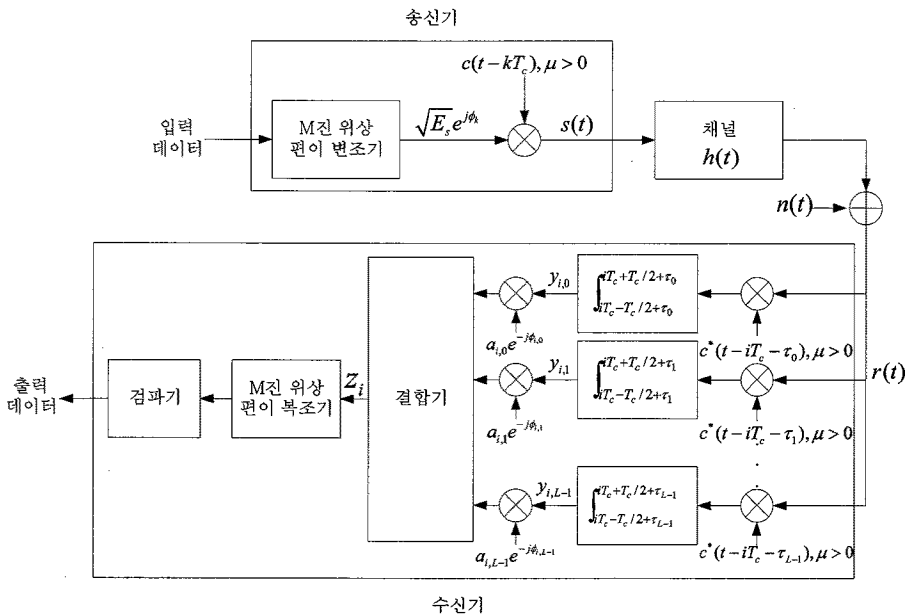 송신기
c(t-kT_c), μ>0
입력
데이터
M진 위상
편이 변조기
√E_s e^{jϕ_k}
s(t)
채널
h(t)
n(t)
r(t)
c*(t-iT_c-τ_0), μ>0
∫_{iT_c-T_c/2+τ_0}^{iT_c+T_c/2+τ_0}
y_{i,0}
a_{i,0}e^{-jϕ_{i,0}}
c*(t-iT_c-τ_1), μ>0
∫_{iT_c-T_c/2+τ_1}^{iT_c+T_c/2+τ_1}
y_{i,1}
a_{i,1}e^{-jϕ_{i,1}}
c*(t-iT_c-τ_{L-1}), μ>0
∫_{iT_c-T_c/2+τ_{L-1}}^{iT_c+T_c/2+τ_{L-1}}
y_{i,L-1}
a_{i,L-1}e^{-jϕ_{i,L-1}}
결합기
z_i
M진 위상
편이 복조기
검파기
출력
데이터
수신기